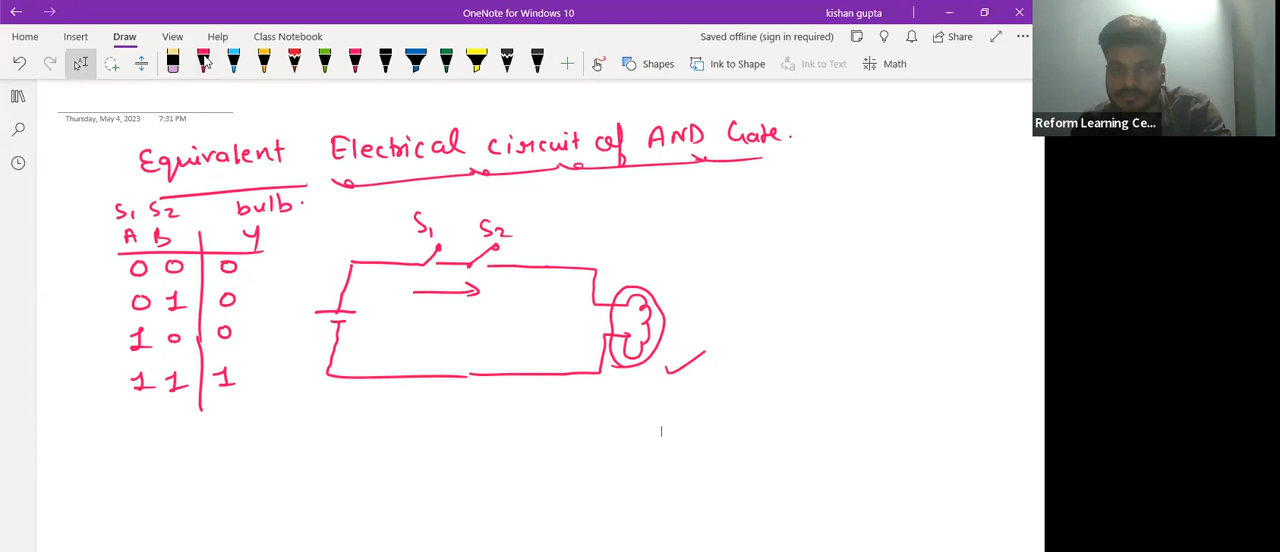 OneNote for Windows 10
kishan gupta
Home Insert Draw View Help Class Notebook
Saved offline (sign in required)
Share
Shapes
Ink to Shape
Ink to Text
Math
Reform Learning Ce...
Thursday, May 4, 2023 7:31 PM
Equivalent Electrical circuit of AND Gate.
S1 S2 bulb.
A B Y
0 0 0
0 1 0
1 0 0
1 1 1
S1 S2